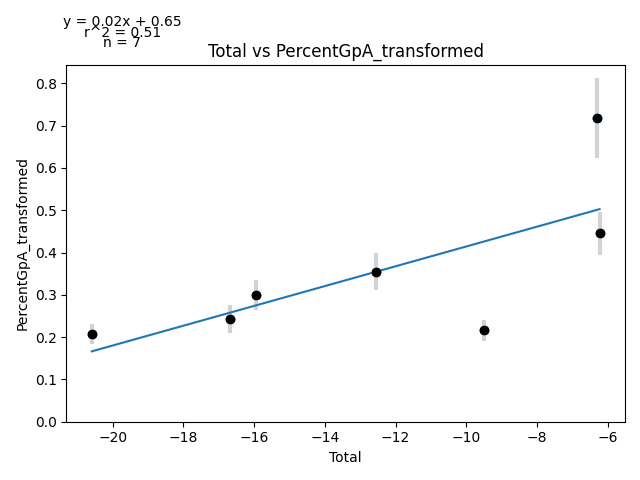 y = 0.02x + 0.65
r^2 = 0.51
n = 7
Total vs PercentGpA_transformed
PercentGpA_transformed
0.8
0.7
0.6
0.5
0.4
0.3
0.2
0.1
0.0
−20 −18 −16 −14 −12 −10 −8 −6
Total